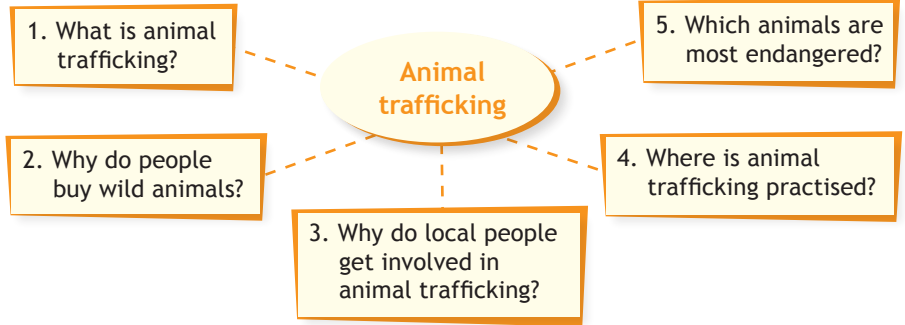 Animal
trafficking
1. What is animal
trafficking?
2. Why do people
buy wild animals?
3. Why do local people
get involved in
animal trafficking?
4. Where is animal
trafficking practised?
5. Which animals are
most endangered?